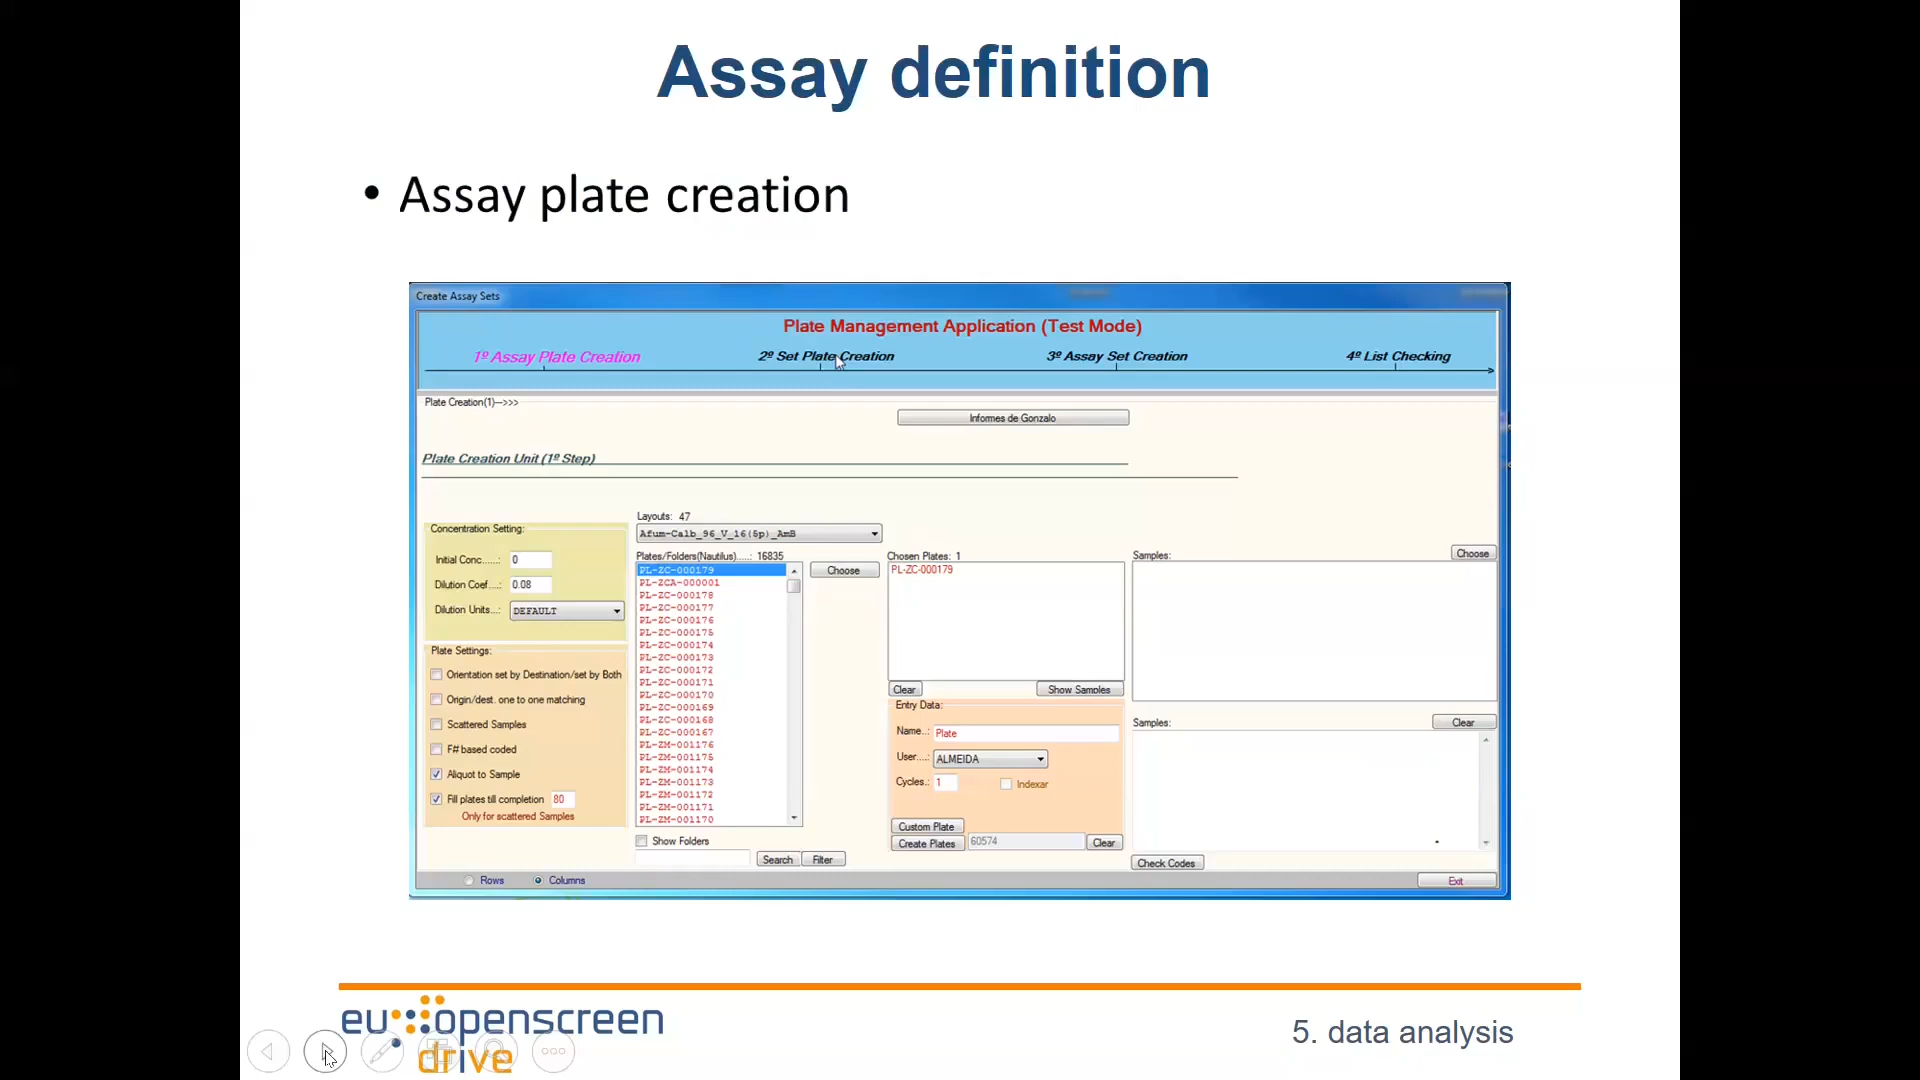 Assay definition
• Assay plate creation
Create Assay Sets
Plate Management Application (Test Mode)
1º Assay Plate Creation
2º Set Plate Creation
3º Assay Set Creation
4º List Checking
Plate Creation(1)-->>>
Informes de Gonzalo
Plate Creation Unit (1º Step)
Concentration Setting:
Initial Conc.....: 0
Dilution Coef....: 0.08
Dilution Units...: DEFAULT
Plate Settings:
Orientation set by Destination/set by Both
Origin/dest. one to one matching
Scattered Samples
F# based coded
Aliquot to Sample
Fill plates till completion 80
Only for scattered Samples
Rows
Columns
Layouts: 47
Afum-Calb_96_V_16(5p)_AmB
Plates/Folders(Nautilus)....: 16835
PL-ZC-000179
PL-ZCA-000001
PL-ZC-000178
PL-ZC-000177
PL-ZC-000176
PL-ZC-000175
PL-ZC-000174
PL-ZC-000173
PL-ZC-000172
PL-ZC-000171
PL-ZC-000170
PL-ZC-000169
PL-ZC-000168
PL-ZC-000167
PL-ZM-001176
PL-ZM-001175
PL-ZM-001174
PL-ZM-001173
PL-ZM-001172
PL-ZM-001171
PL-ZM-001170
Choose
Show Folders
Search
Filter
Chosen Plates: 1
PL-ZC-000179
Clear
Show Samples
Entry Data:
Name..: Plate
User....: ALMEIDA
Cycles.: 1
Indexar
Custom Plate
Create Plates
60574
Clear
Samples:
Choose
Samples:
Clear
Check Codes
Exit
eu openscreen
drive
5. data analysis